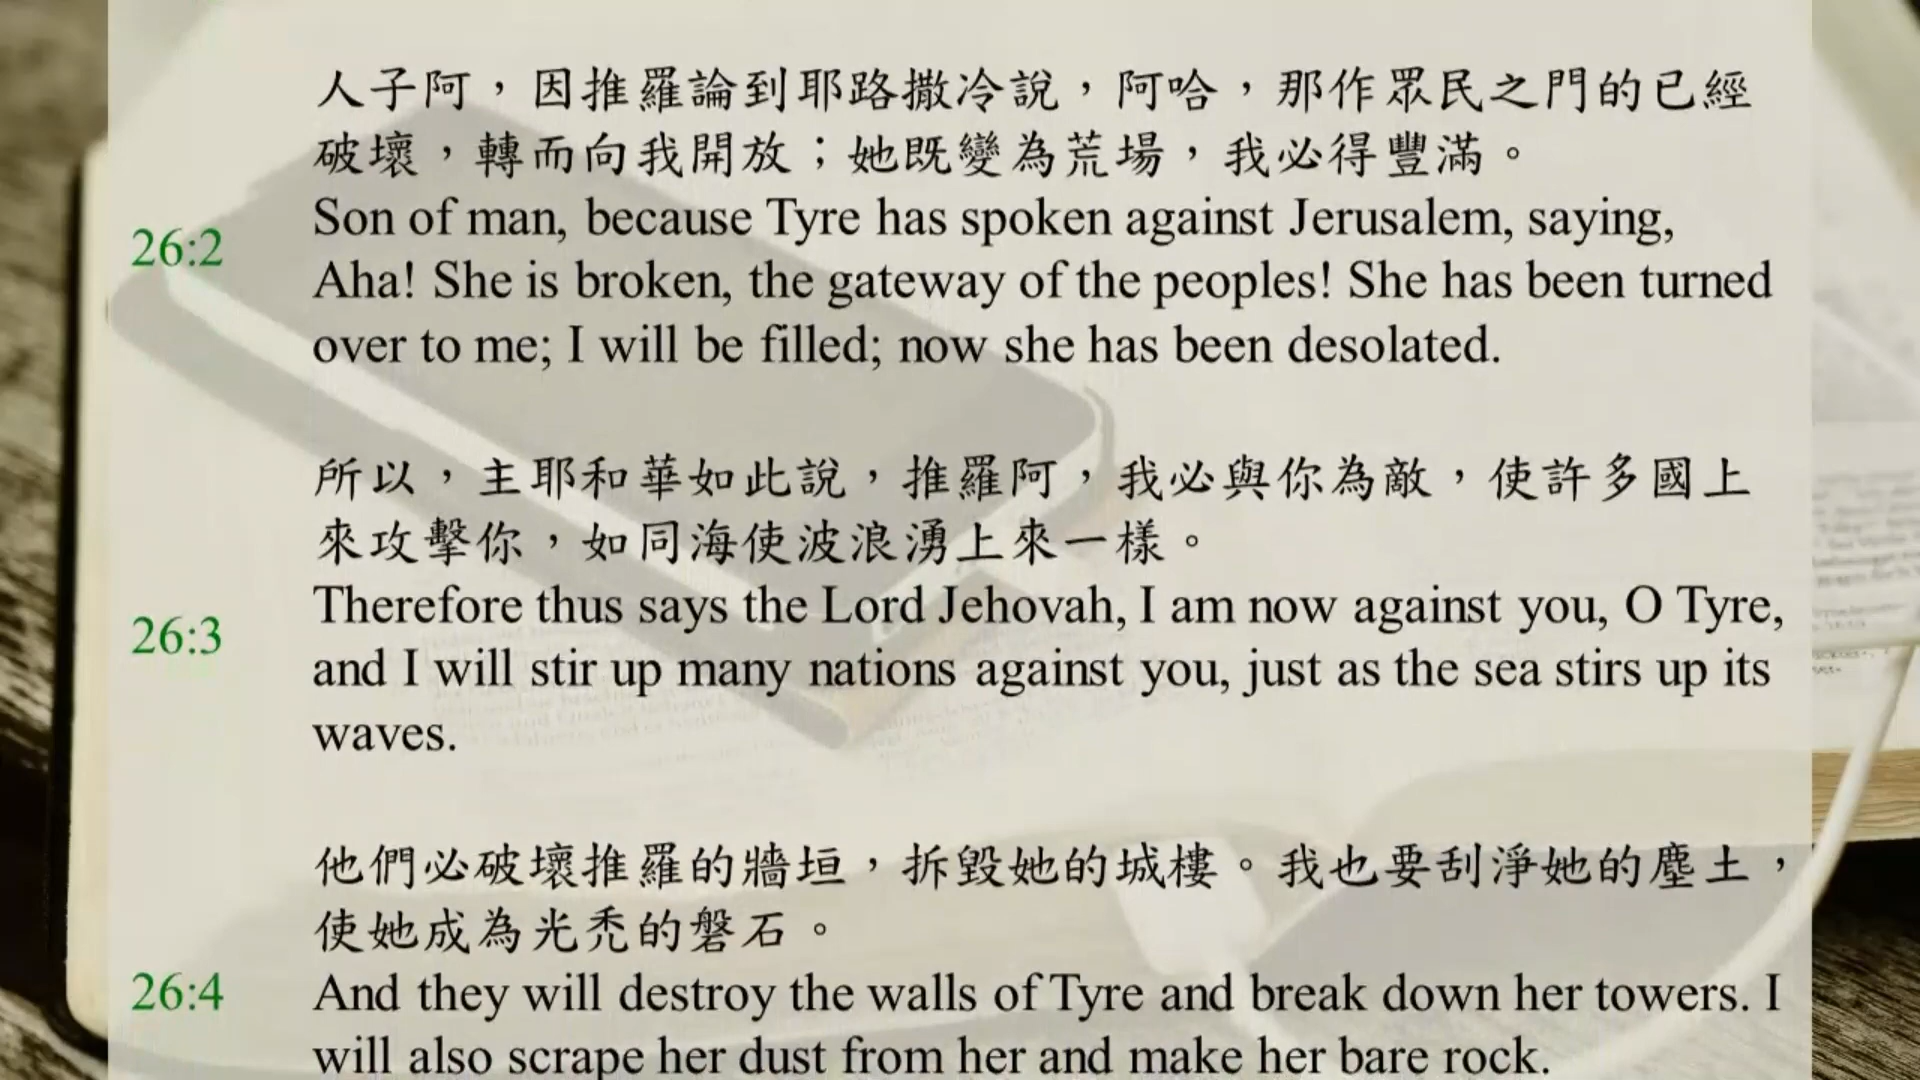 人子阿，因推羅論到耶路撒冷說，阿哈，那作眾民之門的已經
破壞，轉而向我開放；她既變為荒場，我必得豐滿。
26:2
Son of man, because Tyre has spoken against Jerusalem, saying,
Aha! She is broken, the gateway of the peoples! She has been turned
over to me; I will be filled; now she has been desolated.
所以，主耶和華如此說，推羅阿，我必與你為敵，使許多國上
來攻擊你，如同海使波浪湧上來一樣。
26:3
Therefore thus says the Lord Jehovah, I am now against you, O Tyre,
and I will stir up many nations against you, just as the sea stirs up its
waves.
他們必破壞推羅的牆垣，拆毀她的城樓。我也要刮淨她的塵土，
使她成為光禿的磐石。
26:4
And they will destroy the walls of Tyre and break down her towers. I
will also scrape her dust from her and make her bare rock.